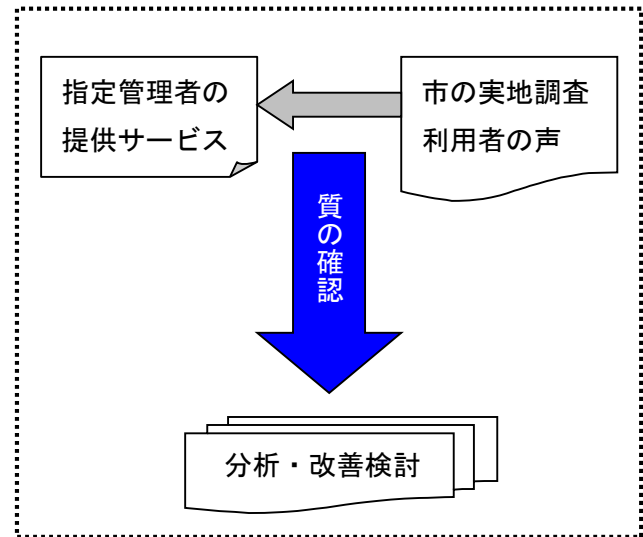 指定管理者の
提供サービス
市の実地調査
利用者の声
質の確認
分析・改善検討